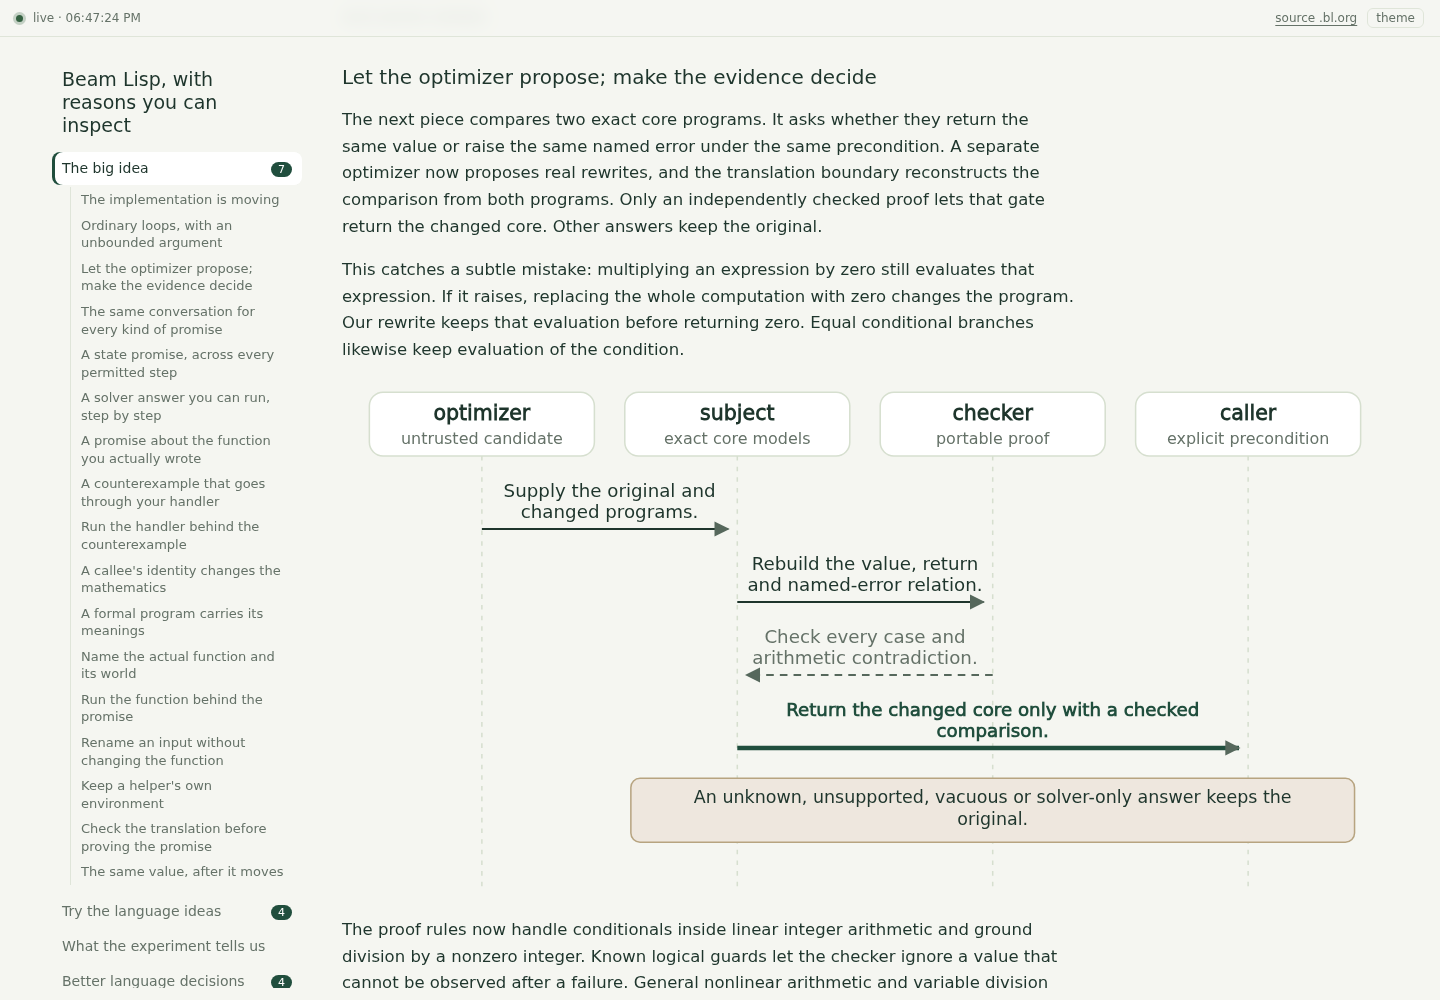 live · 06:47:24 PM
source .bl.org
theme
Beam Lisp, with
reasons you can
inspect
The big idea
7
The implementation is moving
Ordinary loops, with an
unbounded argument
Let the optimizer propose;
make the evidence decide
The same conversation for
every kind of promise
A state promise, across every
permitted step
A solver answer you can run,
step by step
A promise about the function
you actually wrote
A counterexample that goes
through your handler
Run the handler behind the
counterexample
A callee's identity changes the
mathematics
A formal program carries its
meanings
Name the actual function and
its world
Run the function behind the
promise
Rename an input without
changing the function
Keep a helper's own
environment
Check the translation before
proving the promise
The same value, after it moves
Try the language ideas
4
What the experiment tells us
Better language decisions
4
Let the optimizer propose; make the evidence decide
The next piece compares two exact core programs. It asks whether they return the
same value or raise the same named error under the same precondition. A separate
optimizer now proposes real rewrites, and the translation boundary reconstructs the
comparison from both programs. Only an independently checked proof lets that gate
return the changed core. Other answers keep the original.
This catches a subtle mistake: multiplying an expression by zero still evaluates that
expression. If it raises, replacing the whole computation with zero changes the program.
Our rewrite keeps that evaluation before returning zero. Equal conditional branches
likewise keep evaluation of the condition.
optimizer
untrusted candidate
subject
exact core models
checker
portable proof
caller
explicit precondition
Supply the original and
changed programs.
Rebuild the value, return
and named-error relation.
Check every case and
arithmetic contradiction.
Return the changed core only with a checked
comparison.
An unknown, unsupported, vacuous or solver-only answer keeps the
original.
The proof rules now handle conditionals inside linear integer arithmetic and ground
division by a nonzero integer. Known logical guards let the checker ignore a value that
cannot be observed after a failure. General nonlinear arithmetic and variable division